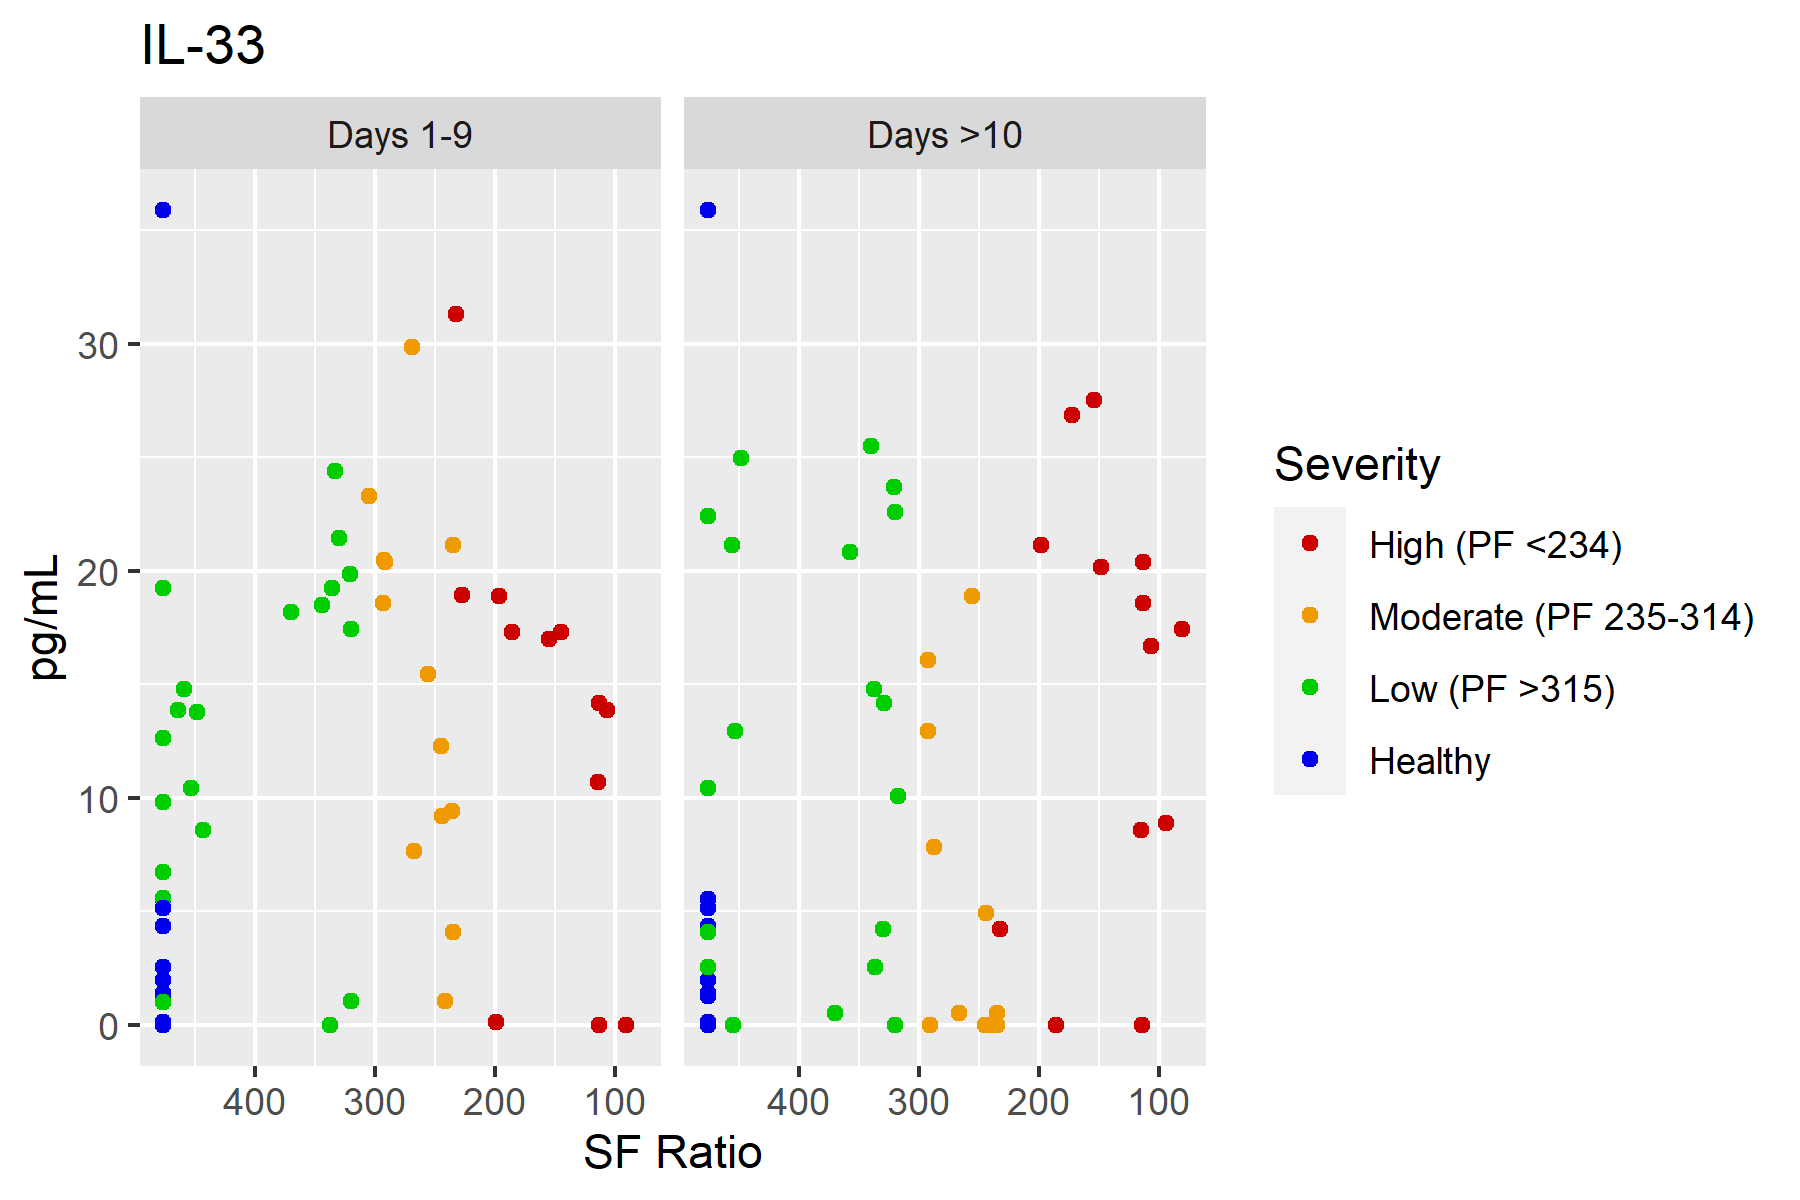 IL-33
Days 1-9
Days >10
30
20
10
0
pg/mL
400 300 200 100
400 300 200 100
SF Ratio
Severity
High (PF <234)
Moderate (PF 235-314)
Low (PF >315)
Healthy